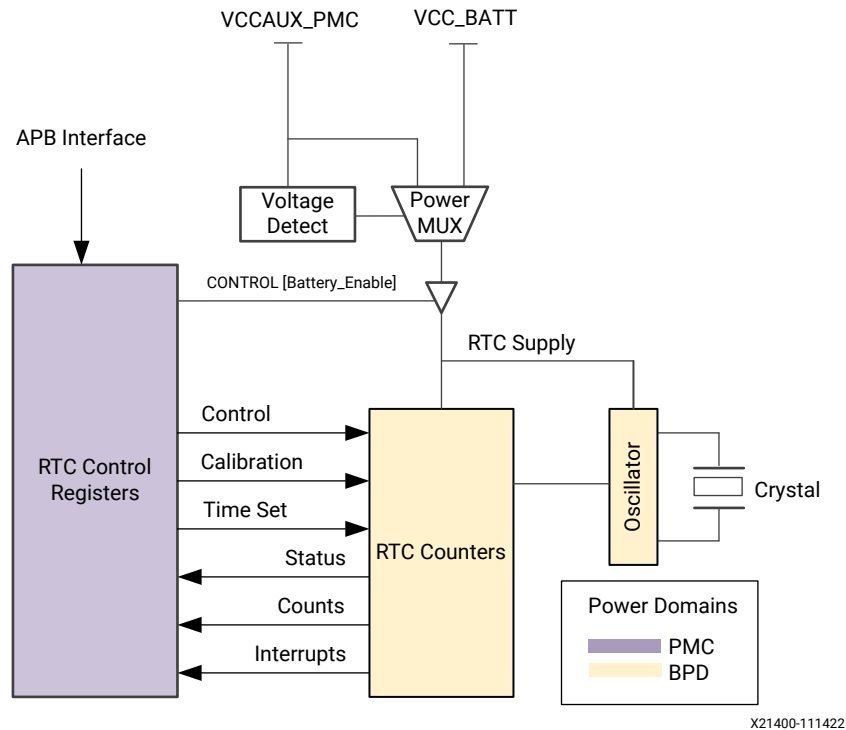 VCCAUX_PMC
VCC_BATT
APB Interface
Voltage
Detect
Power
MUX
CONTROL [Battery_Enable]
RTC Supply
RTC Control
Registers
Control
Calibration
Time Set
Status
Counts
Interrupts
RTC Counters
Oscillator
Crystal
Power Domains
PMC
BPD
X21400-111422